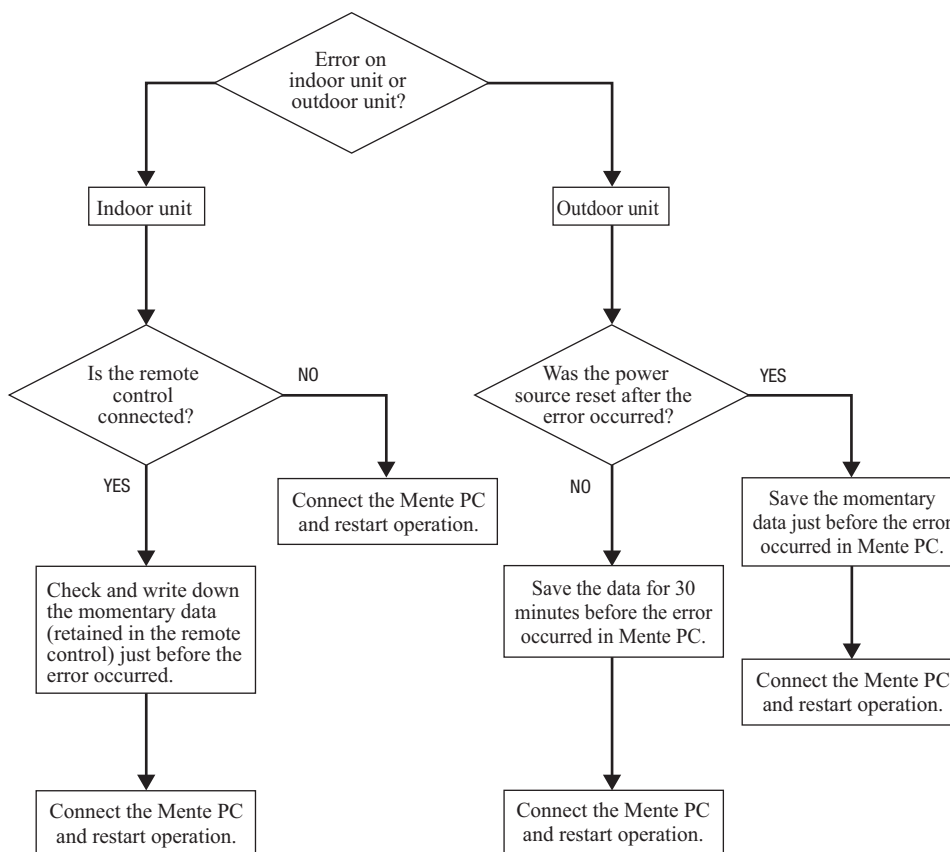 Error on
indoor unit or
outdoor unit?
Indoor unit
Outdoor unit
Is the remote
control
connected?
NO
YES
Was the power
source reset after the
error occurred?
YES
NO
Connect the Mente PC
and restart operation.
Save the momentary
data just before the error
occurred in Mente PC.
Check and write down
the momentary data
(retained in the remote
control) just before the
error occurred.
Save the data for 30
minutes before the error
occurred in Mente PC.
Connect the Mente PC
and restart operation.
Connect the Mente PC
and restart operation.
Connect the Mente PC
and restart operation.